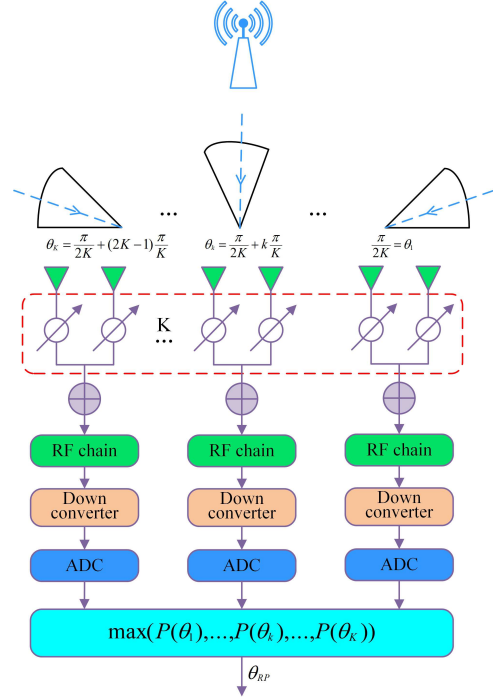 ... ...
θ_K = π/2K + (2K−1) π/K θ_k = π/2K + k π/K π/2K = θ_1
K
...
RF chain RF chain RF chain
Down converter Down converter Down converter
ADC ADC ADC
max(P(θ_1),...,P(θ_k),...,P(θ_K))
θ_RP